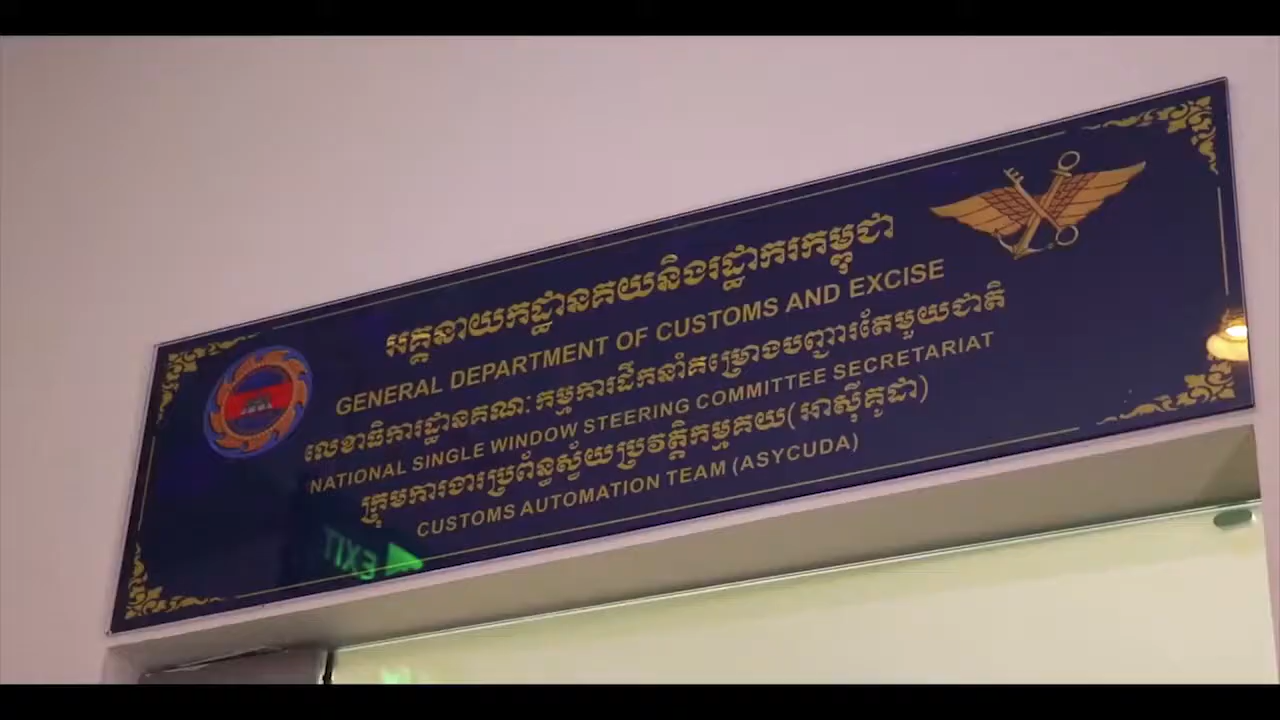 អគ្គនាយកដ្ឋានគយនិងរដ្ឋាករកម្ពុជា
GENERAL DEPARTMENT OF CUSTOMS AND EXCISE
លេខាធិការដ្ឋានគណៈកម្មការដឹកនាំគម្រោងបញ្ជរតែមួយជាតិ
NATIONAL SINGLE WINDOW STEERING COMMITTEE SECRETARIAT
ក្រុមការងារប្រព័ន្ធស្វ័យប្រវត្តិកម្មគយ(អាស៊ីគូដា)
CUSTOMS AUTOMATION TEAM (ASYCUDA)
EXIT